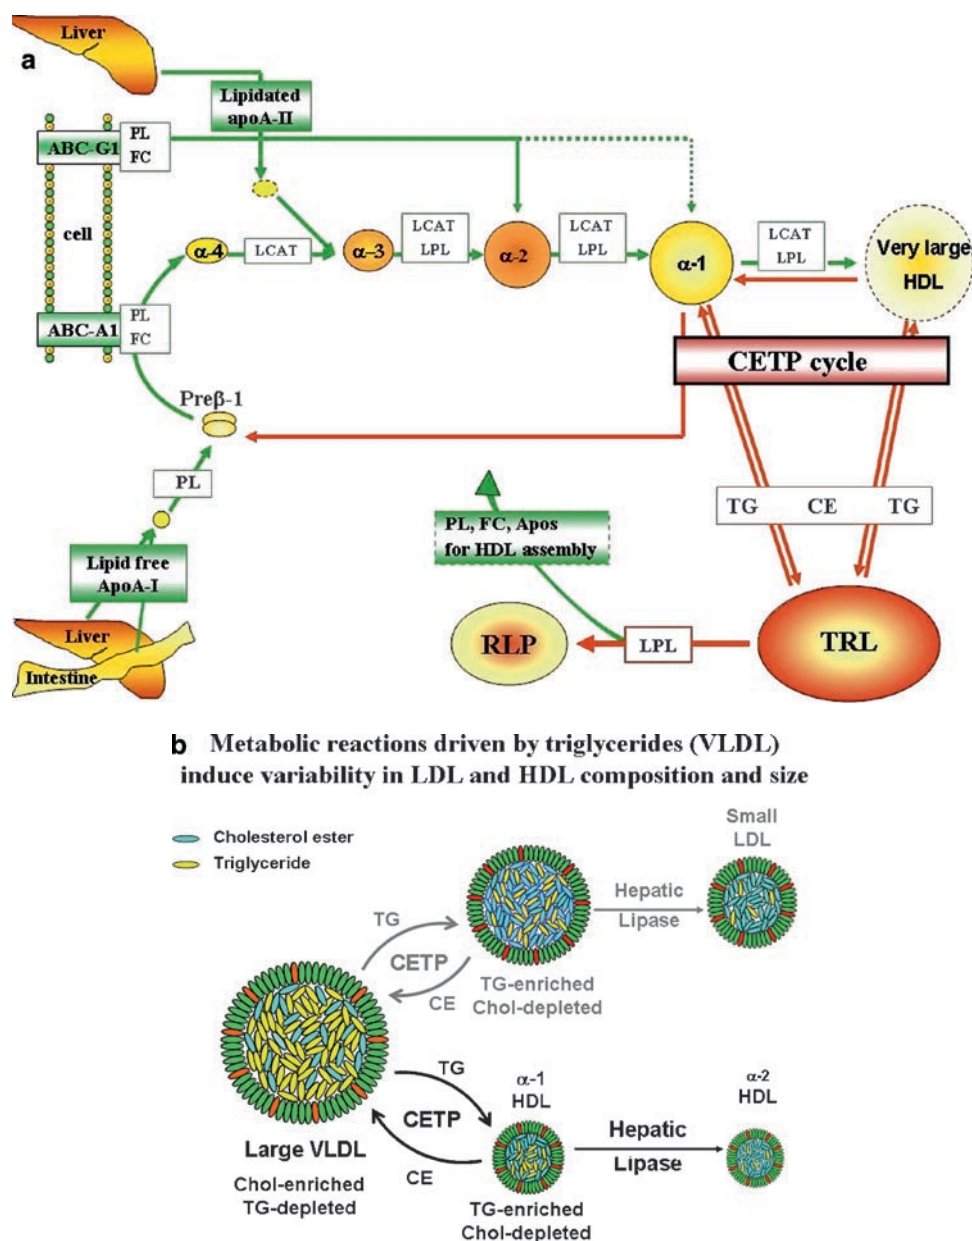 Liver
a
Lipidated
apoA-II
ABC-G1
PL
FC
cell
α-4
LCAT
α-3
LCAT
LPL
α-2
LCAT
LPL
α-1
LCAT
LPL
Very large
HDL
ABC-A1
PL
FC
CETP cycle
Preβ-1
PL
TG CE TG
PL, FC, Apos
for HDL assembly
Lipid free
ApoA-I
Liver
Intestine
RLP
LPL
TRL
b Metabolic reactions driven by triglycerides (VLDL)
induce variability in LDL and HDL composition and size
Cholesterol ester
Triglyceride
Small
LDL
Hepatic
Lipase
TG
CETP
CE
TG-enriched
Chol-depleted
TG
CETP
CE
α-1
HDL
α-2
HDL
Hepatic
Lipase
Large VLDL
Chol-enriched
TG-depleted
TG-enriched
Chol-depleted